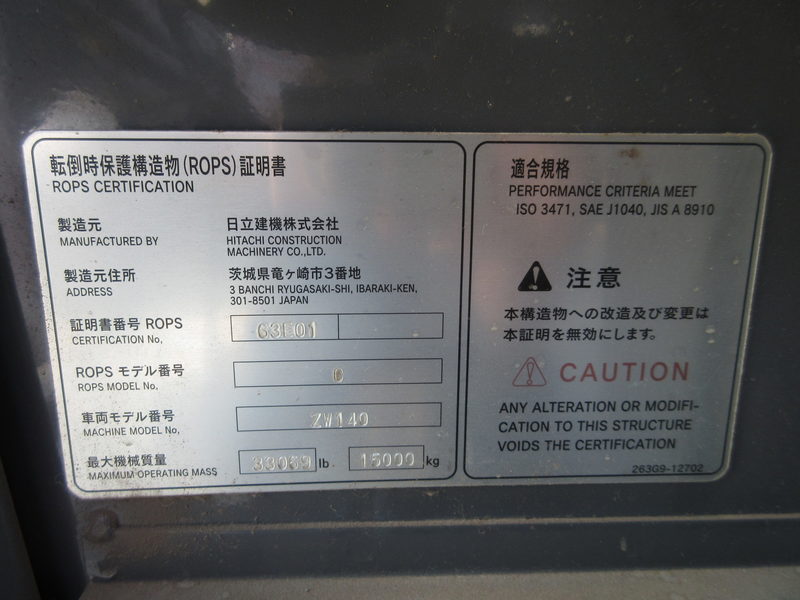 転倒時保護構造物(ROPS)証明書
ROPS CERTIFICATION
製造元 日立建機株式会社
MANUFACTURED BY HITACHI CONSTRUCTION
MACHINERY CO.,LTD.
製造元住所 茨城県竜ヶ崎市3番地
ADDRESS 3 BANCHI RYUGASAKI-SHI, IBARAKI-KEN,
301-8501 JAPAN
証明書番号 ROPS 63E01
CERTIFICATION No.
ROPS モデル番号
ROPS MODEL No.
車両モデル番号 ZW140
MACHINE MODEL No.
最大機械質量 33069 lb 15000 kg
MAXIMUM OPERATING MASS
適合規格
PERFORMANCE CRITERIA MEET
ISO 3471, SAE J1040, JIS A 8910
注意
本構造物への改造及び変更は
本証明を無効にします。
CAUTION
ANY ALTERATION OR MODIFI-
CATION TO THIS STRUCTURE
VOIDS THE CERTIFICATION
263G9-12702